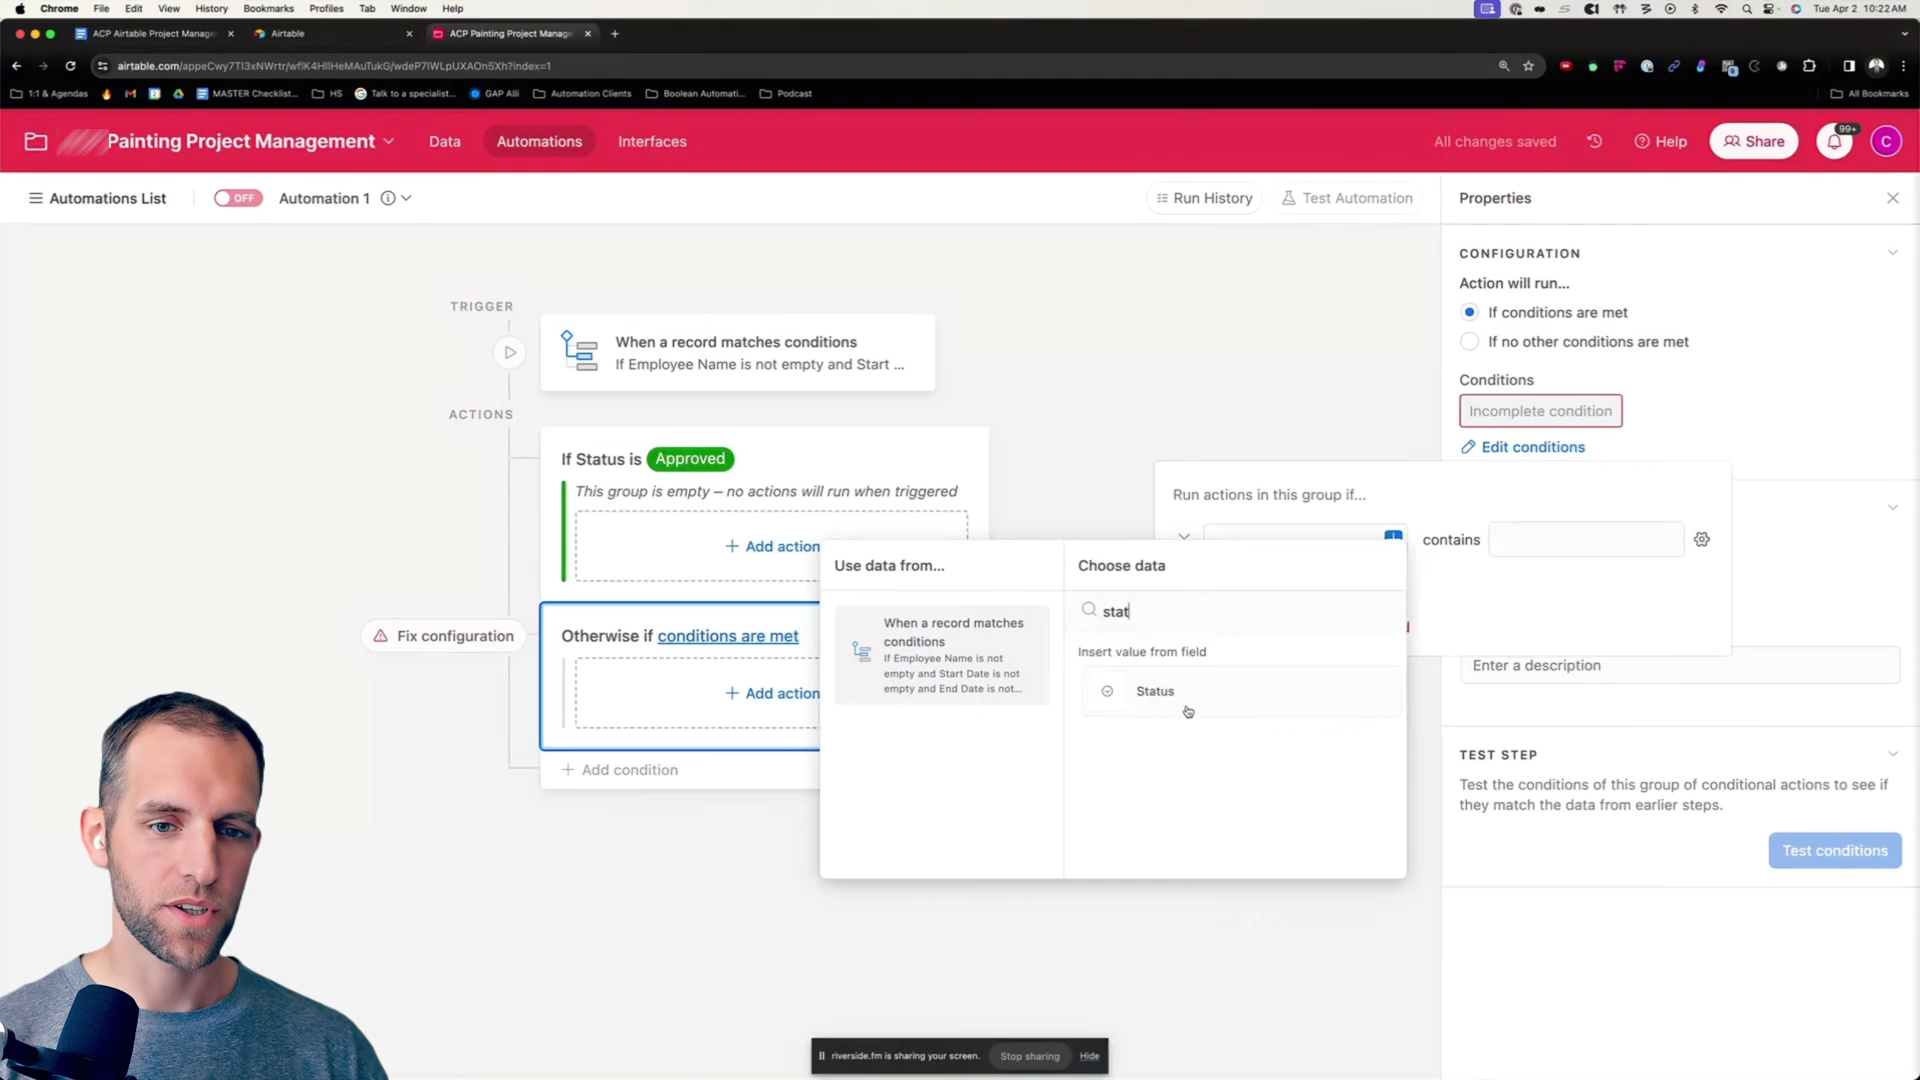 Chrome File Edit View History Bookmarks Profiles Tab Window Help
Tue Apr 2 10:22 AM
ACP Airtable Project Manage
Airtable
ACP Painting Project Manag
airtable.com/appeCwy7TI3xNWrtr/wflK4HIlHeMAuTukG/wdeP7lWLpUXAOn5Xh?index=1
1:1 & Agendas
MASTER Checklist...
HS
Talk to a specialist...
GAP Alli
Automation Clients
Boolean Automati...
Podcast
All Bookmarks
Painting Project Management
Data
Automations
Interfaces
All changes saved
Help
Share
99+
C
Automations List
OFF
Automation 1
Run History
Test Automation
Properties
CONFIGURATION
Action will run...
If conditions are met
If no other conditions are met
Conditions
Incomplete condition
Edit conditions
TRIGGER
When a record matches conditions
If Employee Name is not empty and Start ...
ACTIONS
If Status is Approved
This group is empty – no actions will run when triggered
+ Add action
Fix configuration
Otherwise if conditions are met
+ Add action
+ Add condition
Run actions in this group if...
contains
Use data from...
When a record matches
conditions
If Employee Name is not
empty and Start Date is not
empty and End Date is not...
Choose data
stat
Insert value from field
Status
Enter a description
TEST STEP
Test the conditions of this group of conditional actions to see if
they match the data from earlier steps.
Test conditions
riverside.fm is sharing your screen.
Stop sharing
Hide